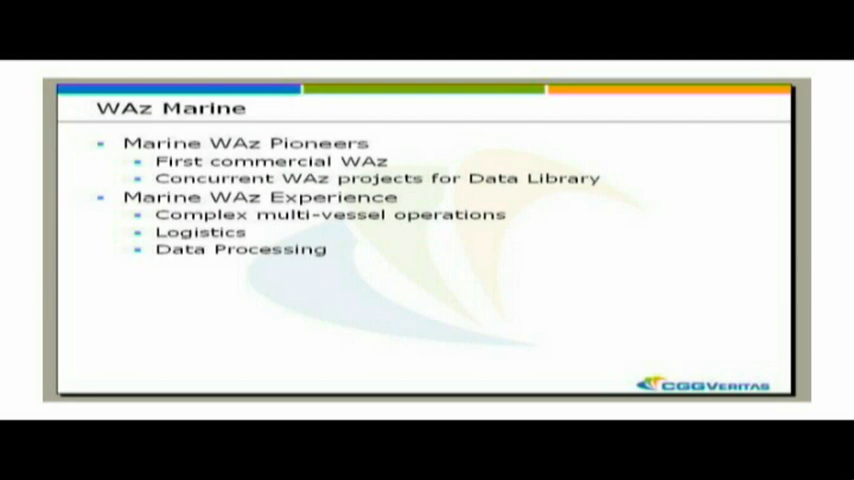 WAz Marine
Marine WAz Pioneers
First commercial WAz
Concurrent WAz projects for Data Library
Marine WAz Experience
Complex multi-vessel operations
Logistics
Data Processing
CGGVERITAS